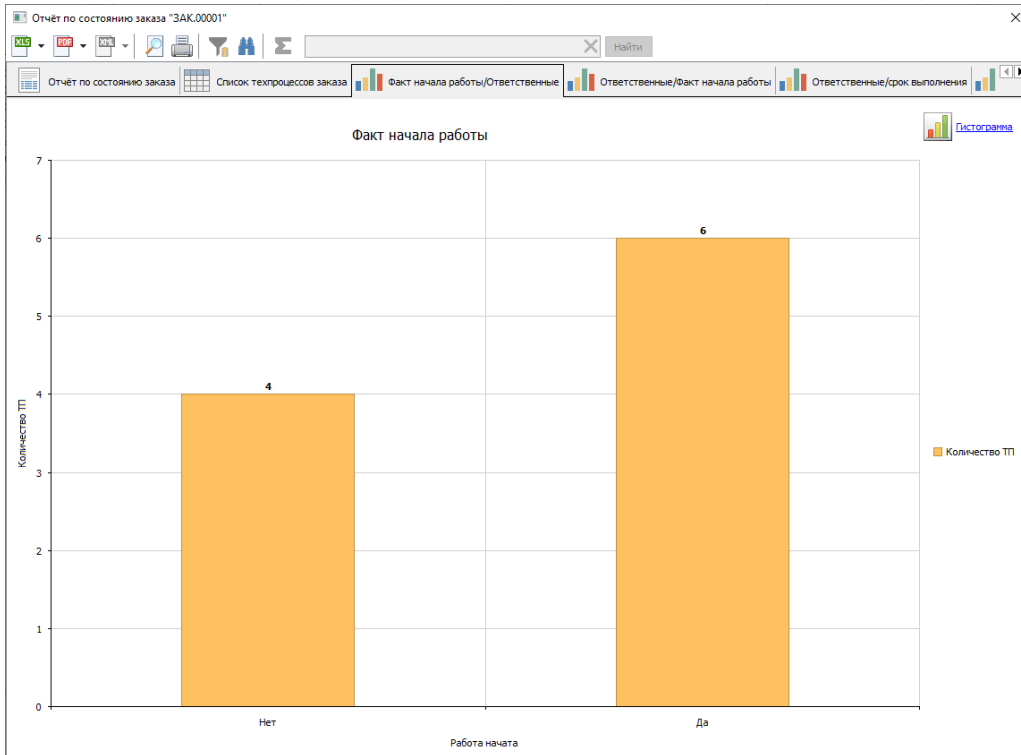 Отчёт по состоянию заказа "ЗАК.00001"
XLS PDF XML Найти
Отчёт по состоянию заказа Список техпроцессов заказа Факт начала работы/Ответственные Ответственные/Факт начала работы Ответственные/срок выполнения
Факт начала работы
Гистограмма
7
6
6
5
4
4
3
2
1
0
Количество ТП
Количество ТП
Нет Да
Работа начата